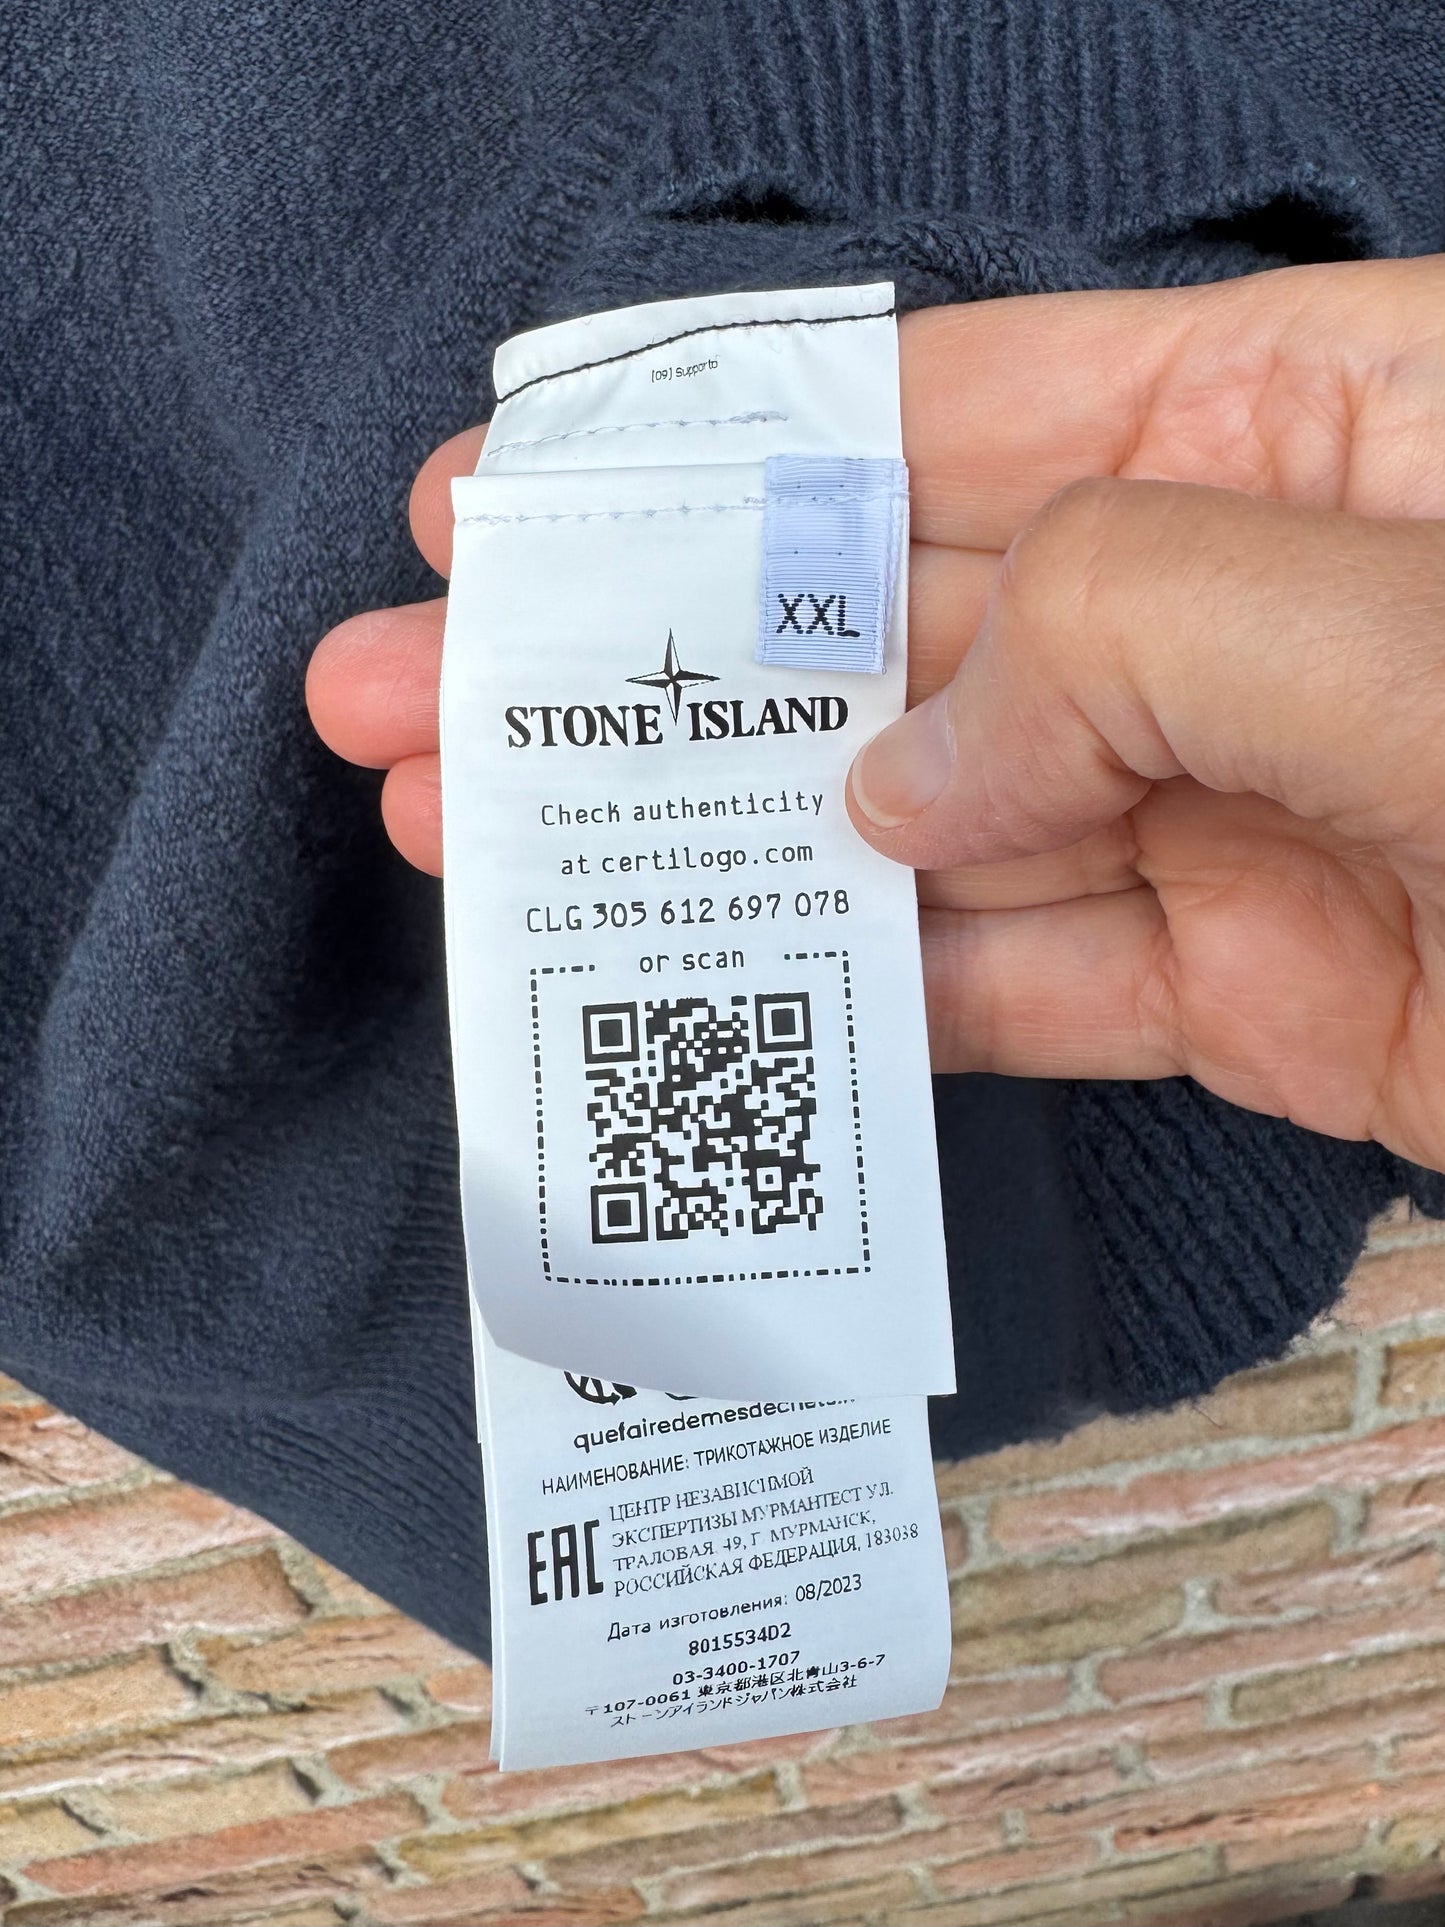 [09] Supporto
XXL
STONE ISLAND
Check authenticity
at certilogo.com
CLG 305 612 697 078
or scan
quefairedemesdechets.fr
НАИМЕНОВАНИЕ: ТРИКОТАЖНОЕ ИЗДЕЛИЕ
ЦЕНТР НЕЗАВИСИМОЙ
ЭКСПЕРТИЗЫ МУРМАНТЕСТ УЛ.
EAC
ТРАЛОВАЯ, 49, Г. МУРМАНСК,
РОССИЙСКАЯ ФЕДЕРАЦИЯ, 183038
Дата изготовления: 08/2023
8015534D2
03-3400-1707
〒107-0061 東京都港区北青山3-6-7
ストーンアイランドジャパン株式会社